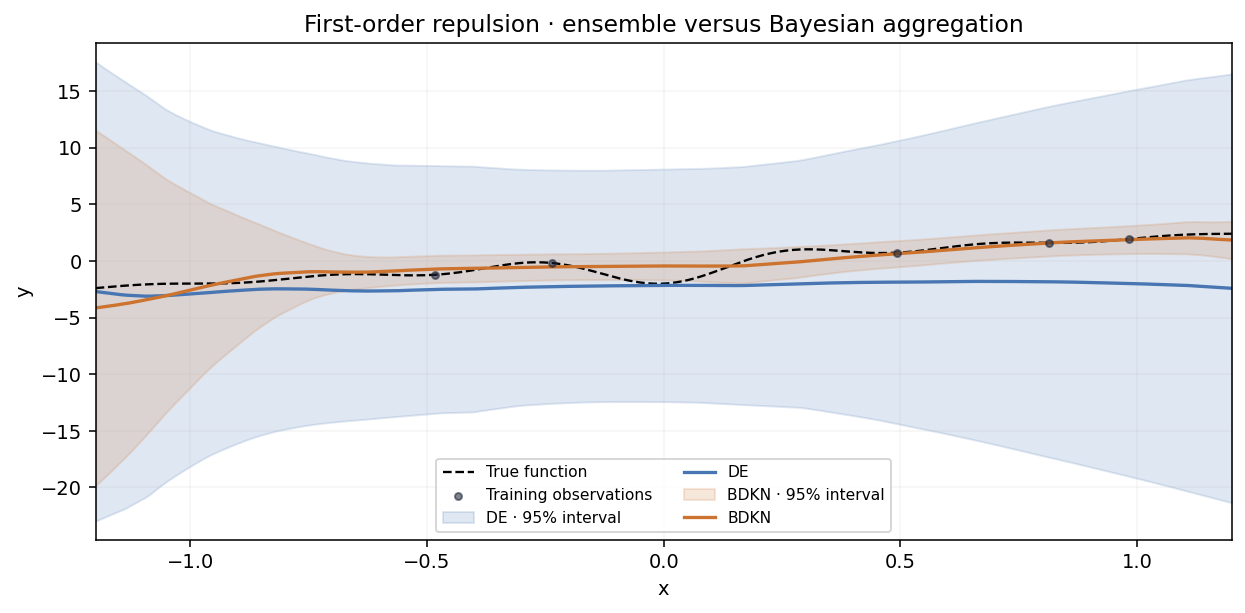 First-order repulsion · ensemble versus Bayesian aggregation
y
15
10
5
0
−5
−10
−15
−20
True function
Training observations
DE · 95% interval
DE
BDKN · 95% interval
BDKN
−1.0 −0.5 0.0 0.5 1.0
x